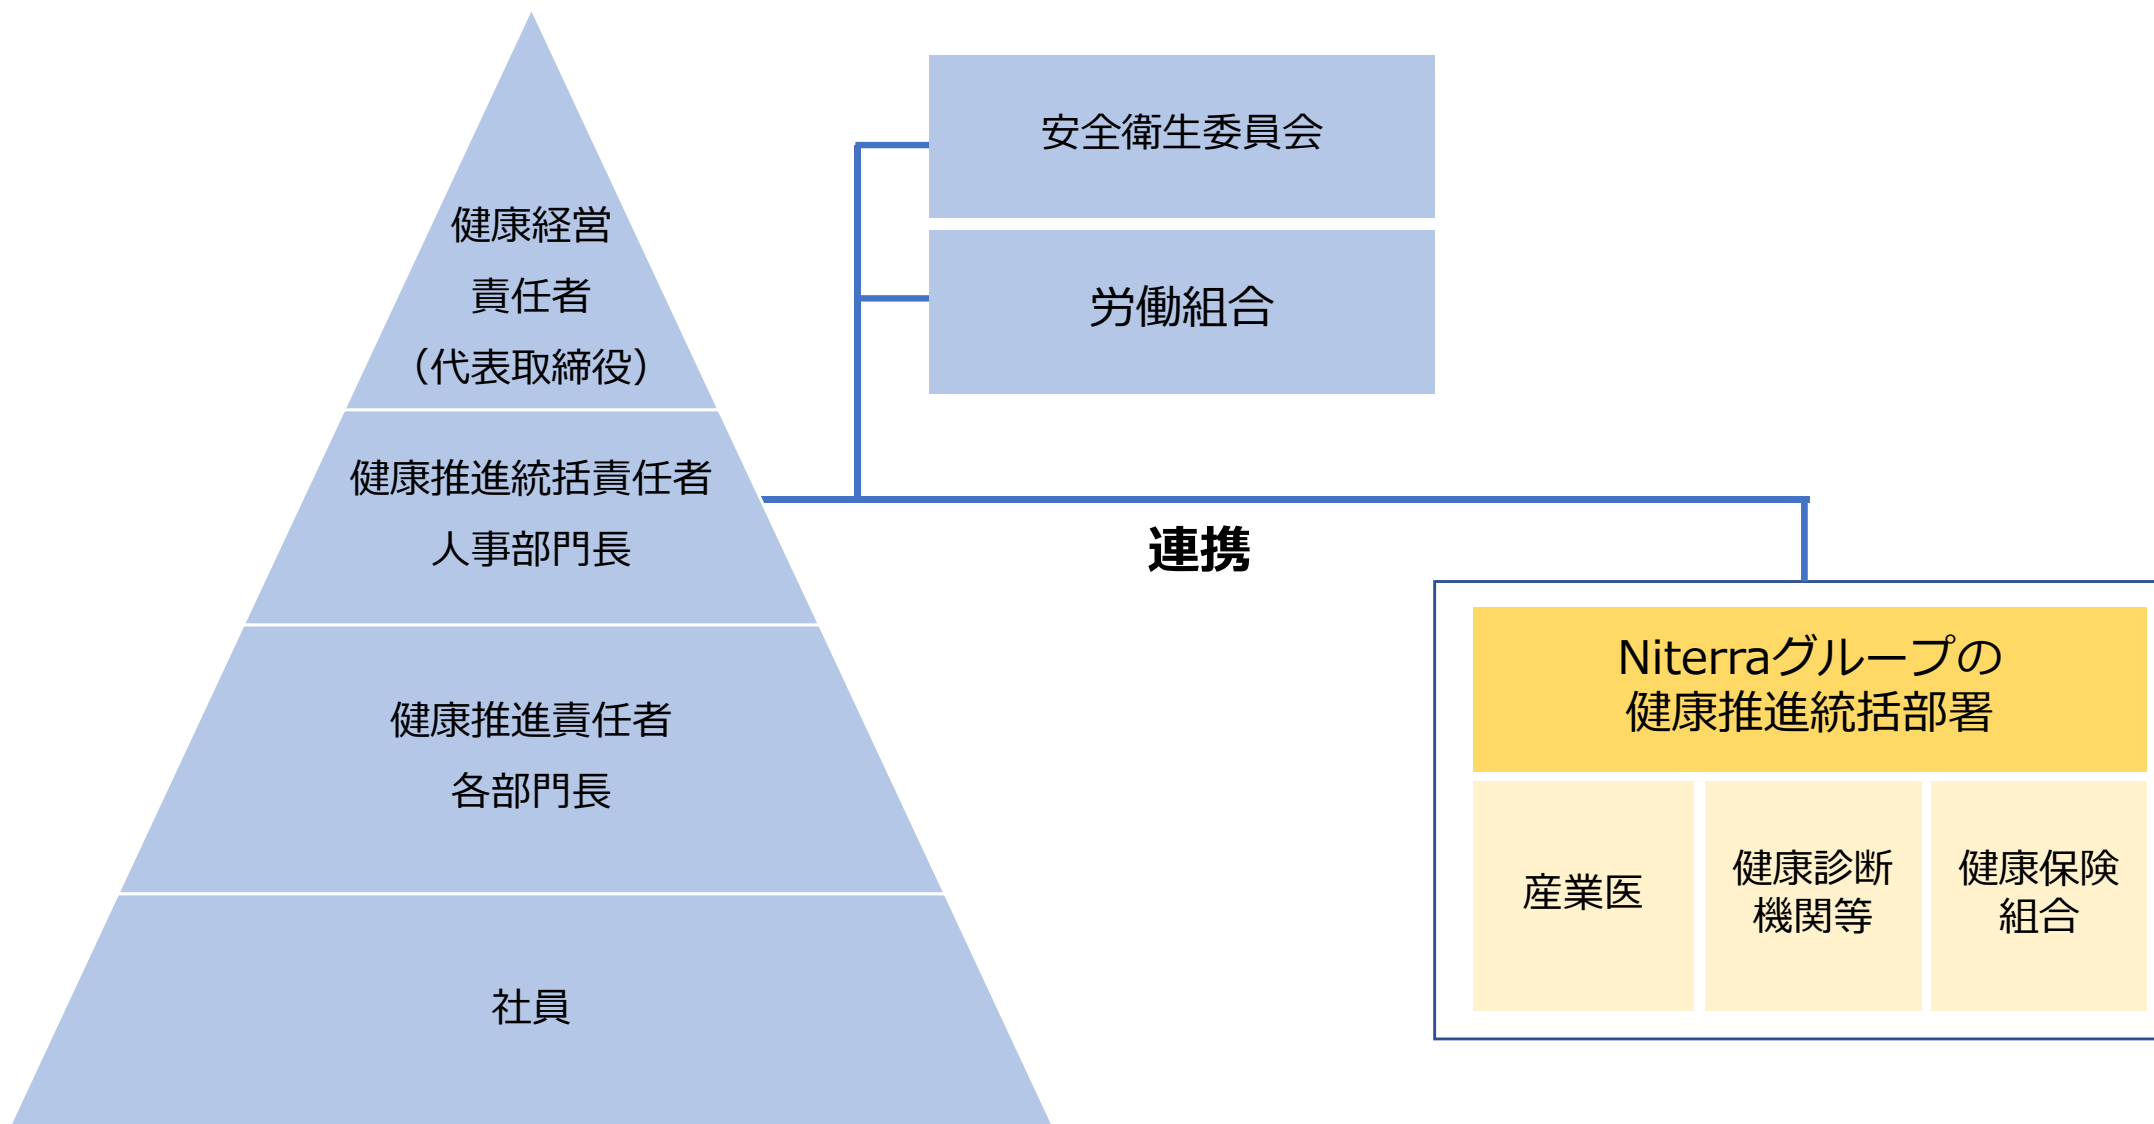 健康経営
責任者
（代表取締役）
健康推進統括責任者
人事部門長
健康推進責任者
各部門長
社員
安全衛生委員会
労働組合
連携
Niterraグループの
健康推進統括部署
産業医
健康診断
機関等
健康保険
組合